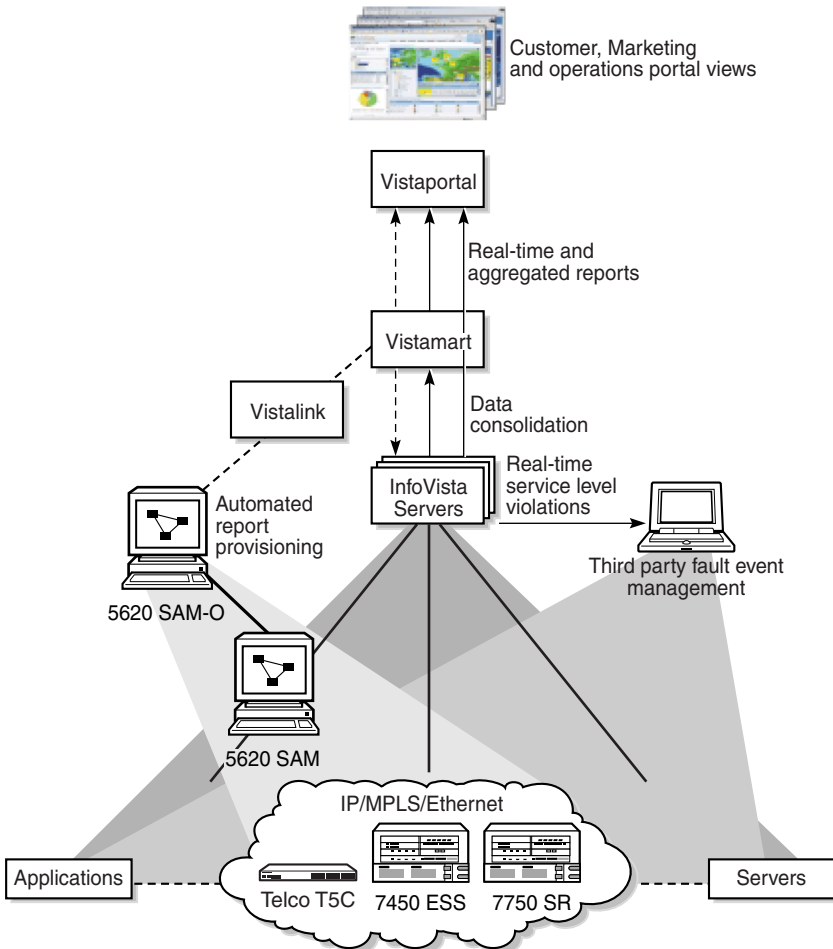 Customer, Marketing
and operations portal views
Vistaportal
Real-time and
aggregated reports
Vistamart
Vistalink
Data
consolidation
InfoVista
Servers
Real-time
service level
violations
Automated
report
provisioning
Third party fault event
management
5620 SAM-O
5620 SAM
IP/MPLS/Ethernet
Applications
Telco T5C
7450 ESS
7750 SR
Servers